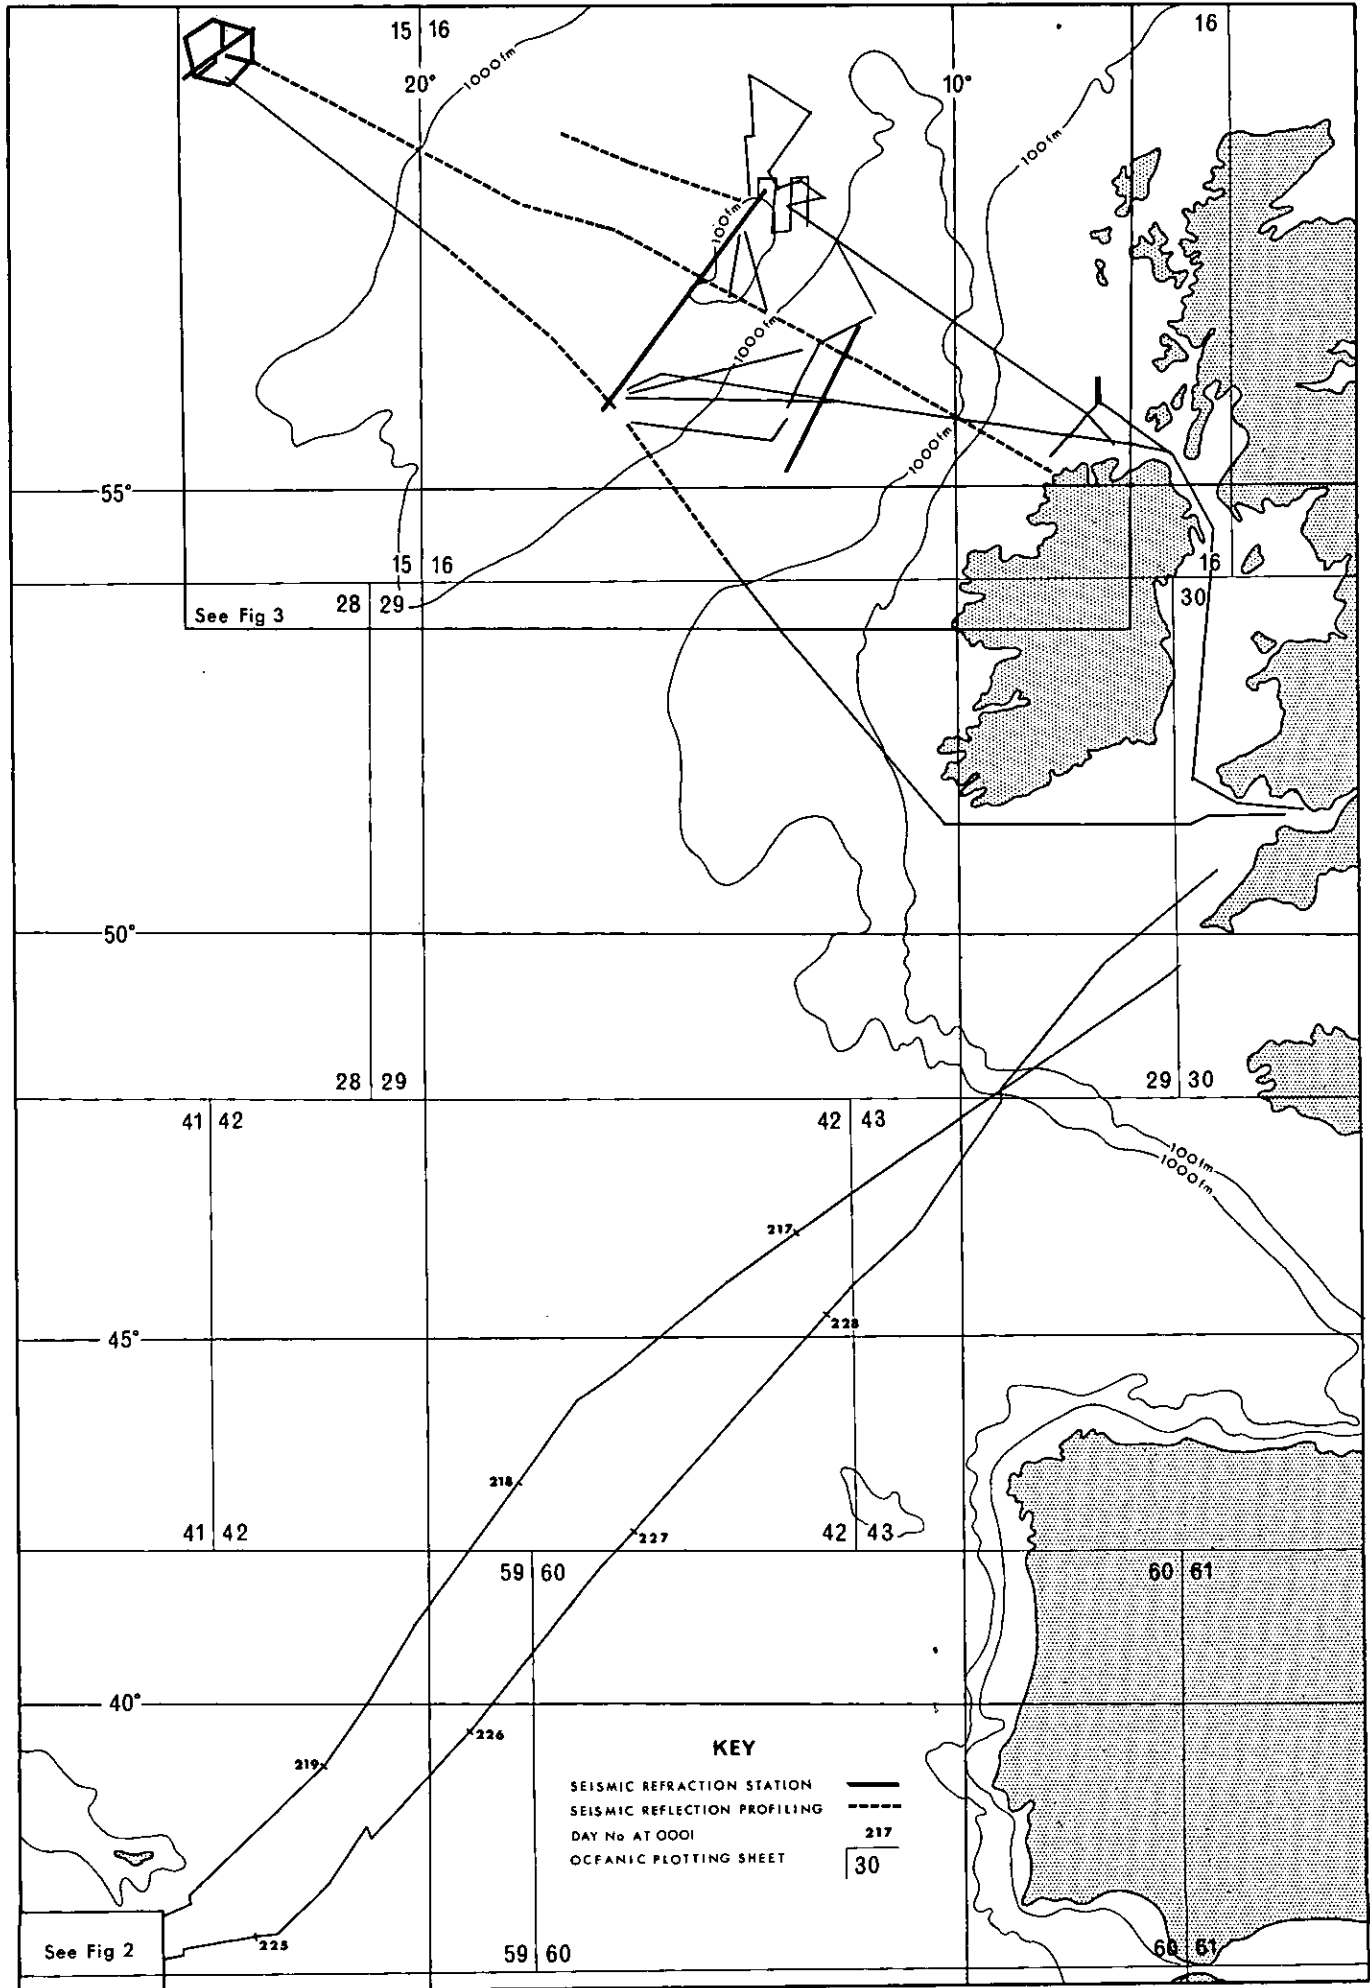 15 16
16
20°
10°
1000fm
100fm
100fm
1000fm
1000fm
55°
15 16
16
28 29
30
See Fig 3
50°
28 29
29 30
41 42
42 43
100fm
1000fm
217
228
45°
218
227
41 42
42 43
59 60
60 61
40°
226
219
KEY
SEISMIC REFRACTION STATION
SEISMIC REFLECTION PROFILING
DAY No AT 0001 217
OCEANIC PLOTTING SHEET 30
225
See Fig 2
59 60
60 61